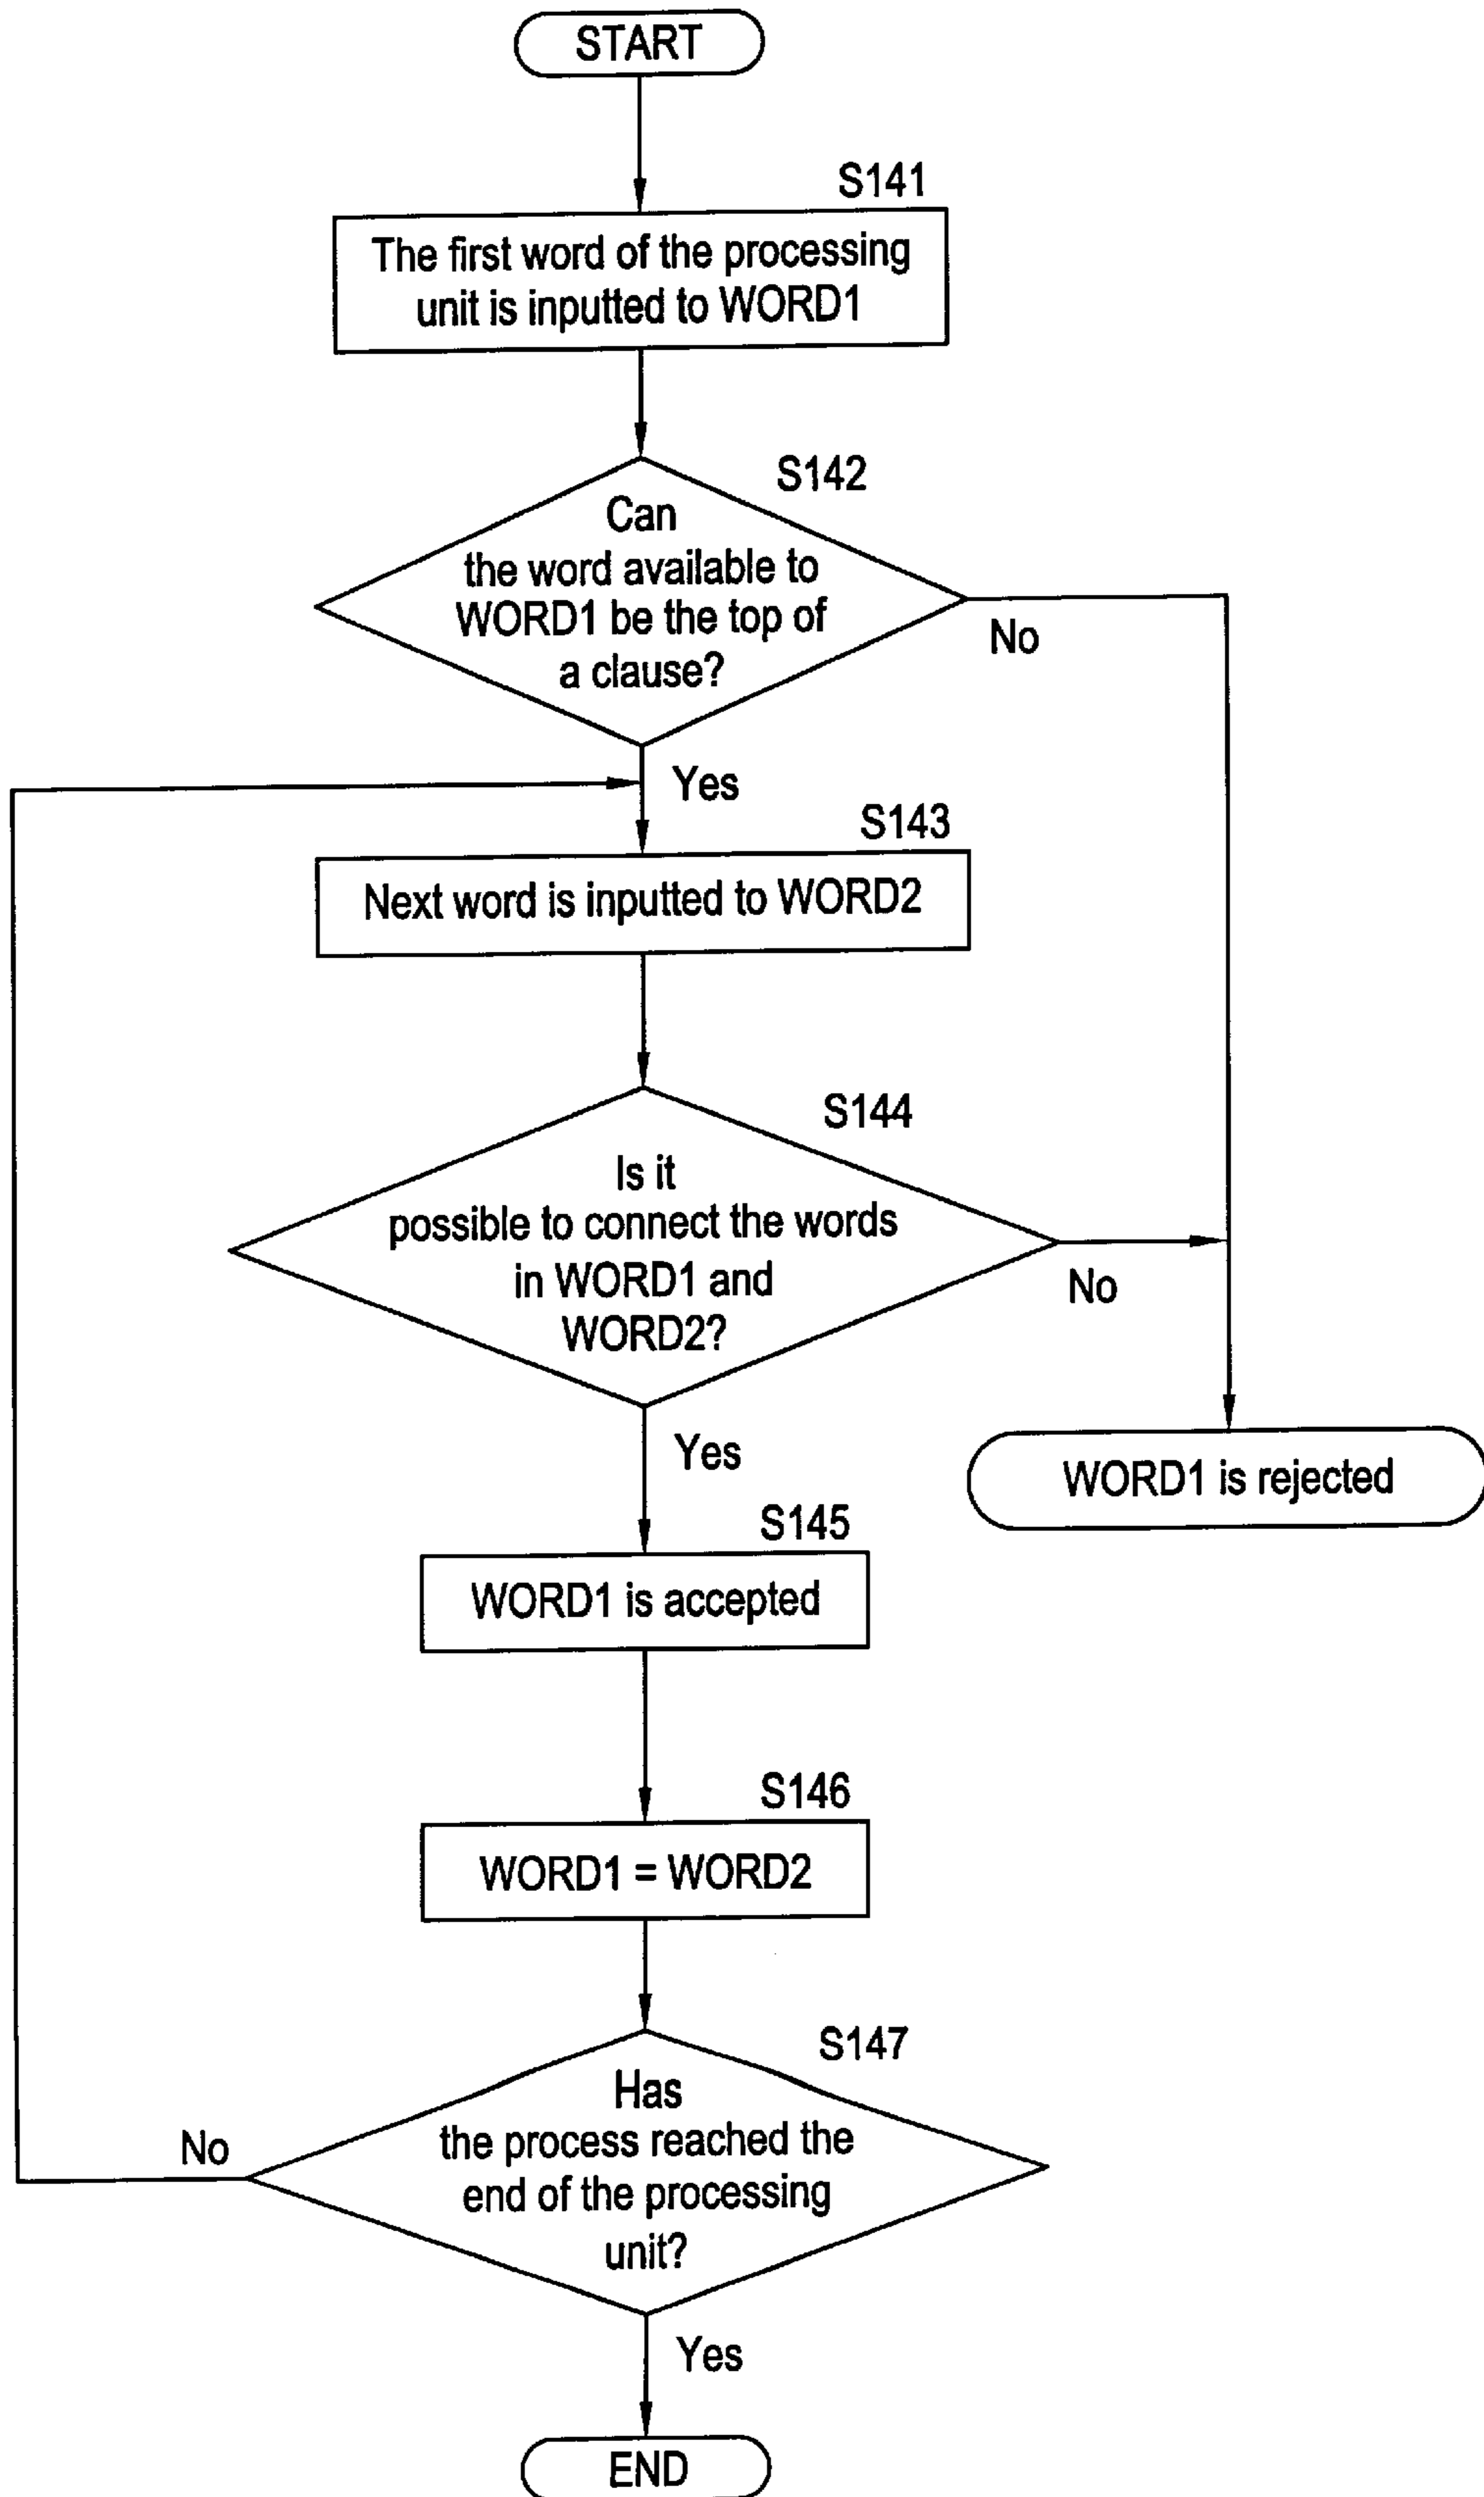 START
S141
The first word of the processing
unit is inputted to WORD1
S142
Can
the word available to
WORD1 be the top of
a clause?
No
Yes
S143
Next word is inputted to WORD2
S144
Is it
possible to connect the words
in WORD1 and
WORD2?
No
Yes
WORD1 is rejected
S145
WORD1 is accepted
S146
WORD1 = WORD2
S147
Has
the process reached the
end of the processing
unit?
No
Yes
END